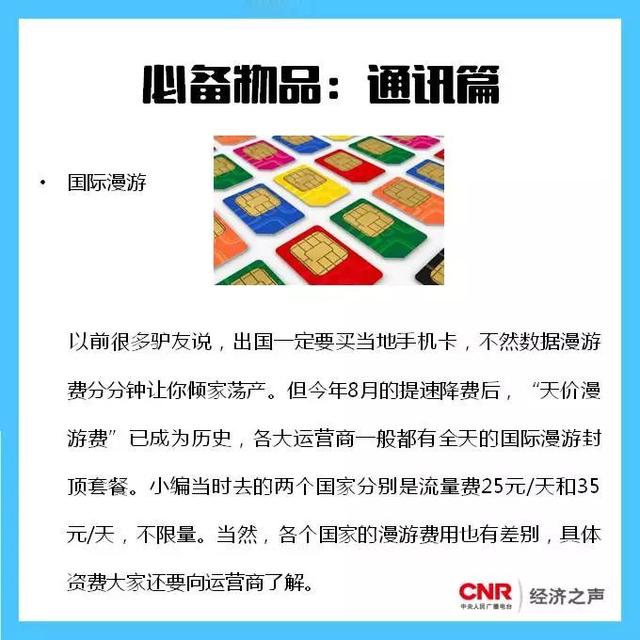 必备物品：通讯篇
• 国际漫游
以前很多驴友说，出国一定要买当地手机卡，不然数据漫游
费分分钟让你倾家荡产。但今年8月的提速降费后，“天价漫
游费”已成为历史，各大运营商一般都有全天的国际漫游封
顶套餐。小编当时去的两个国家分别是流量费25元/天和35
元/天，不限量。当然，各个国家的漫游费用也有差别，具体
资费大家还要向运营商了解。
CNR 经济之声
中央人民广播电台